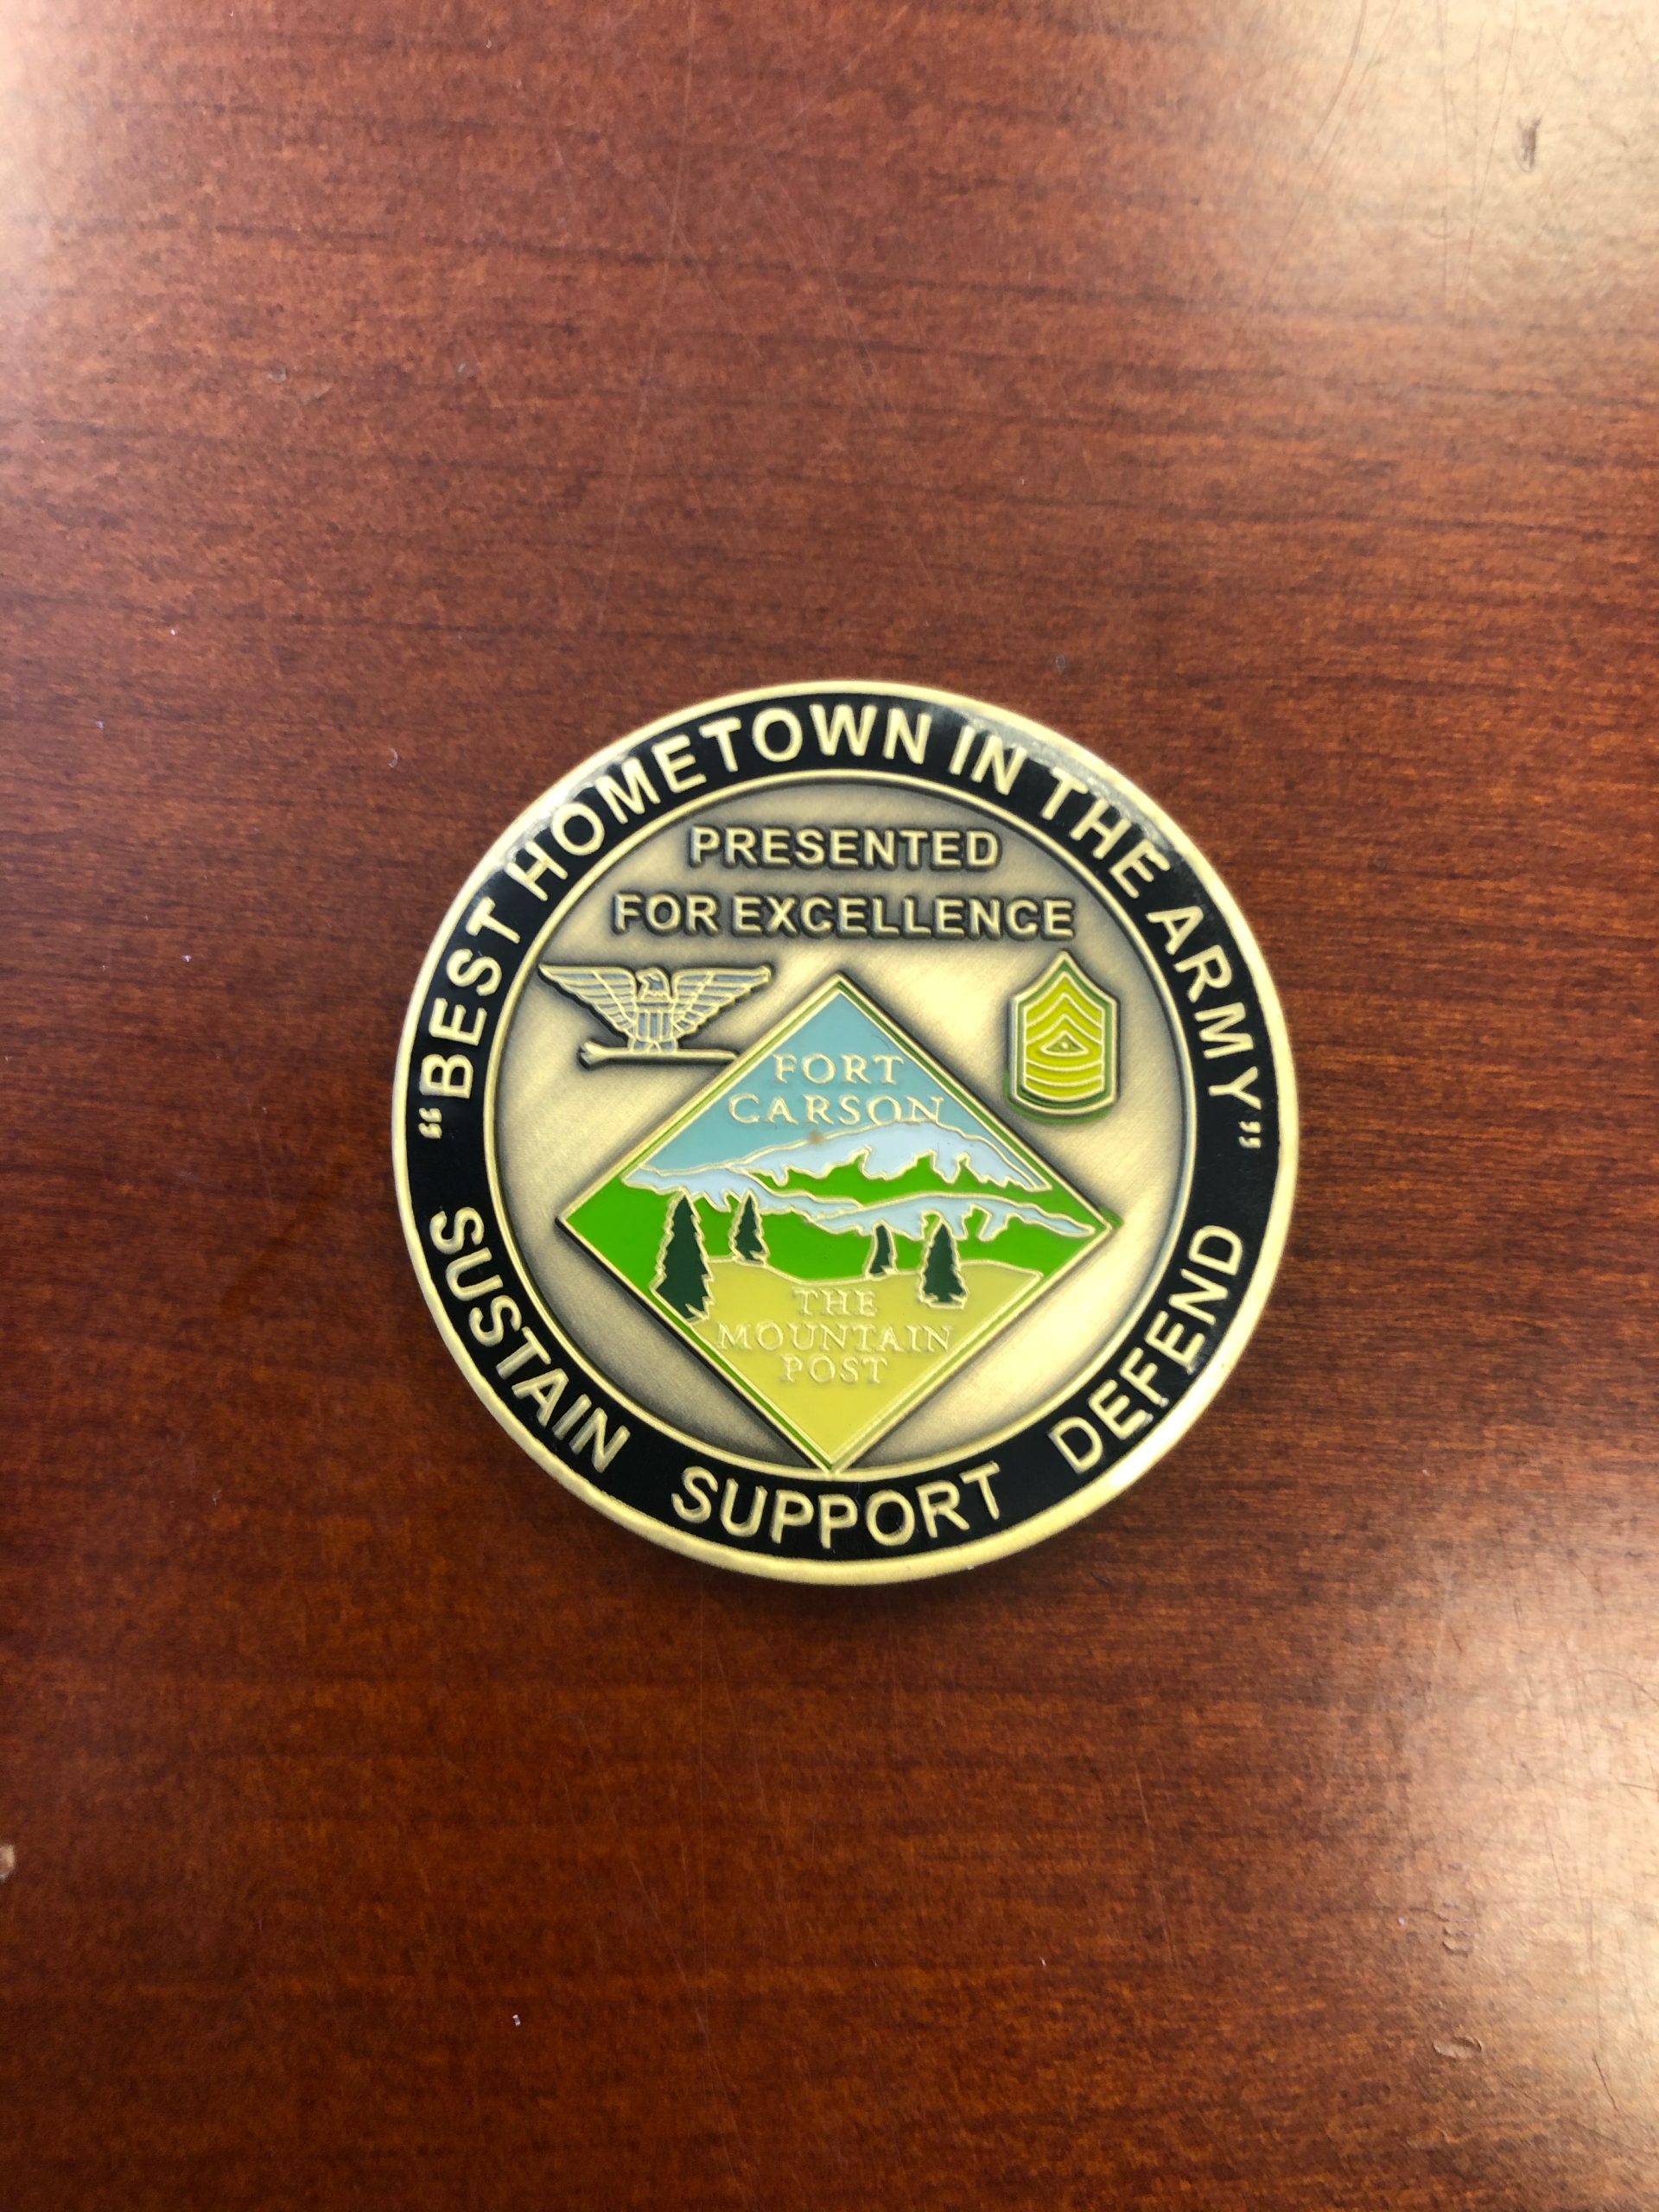 “BEST HOMETOWN IN THE ARMY”
PRESENTED
FOR EXCELLENCE
FORT
CARSON
THE
MOUNTAIN
POST
SUSTAIN SUPPORT DEFEND